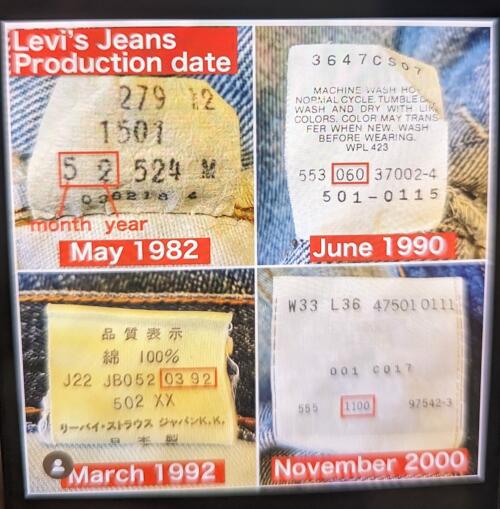 Levi's Jeans
Production date
279 12
1501
5 2 524 M
month year
May 1982
3647CS07
MACHINE WASH HOT
NORMAL CYCLE. TUMBLE D
WASH AND DRY WITH LIKE
COLORS. COLOR MAY TRANS
FER WHEN NEW. WASH
BEFORE WEARING.
WPL 423
553 060 37002-4
501-0115
June 1990
品質表示
綿 100%
J22 JB052 03 92
502 XX
リーバイ・ストラウス ジャパンK.K.
日本製
March 1992
W33 L36 47501 0111
001 C017
555 1100 97542-3
November 2000